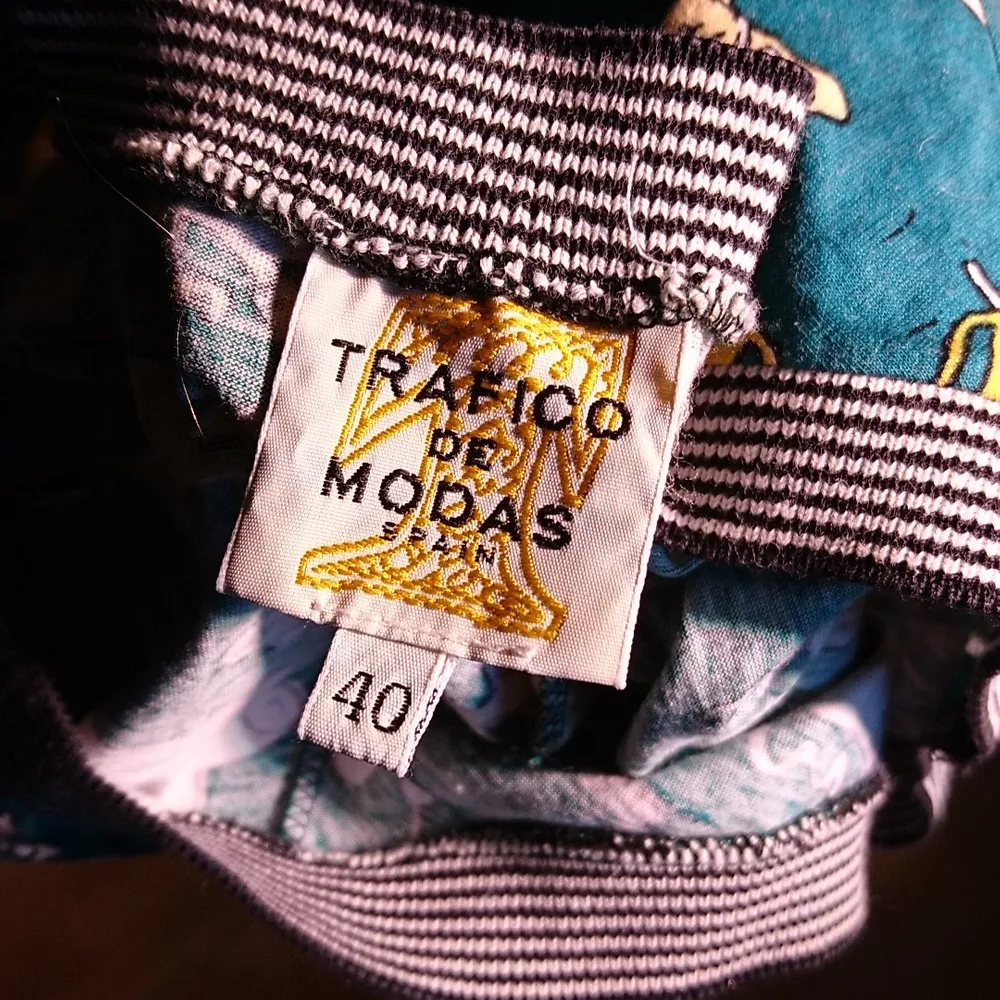 TRAFICO
DE
MODAS
SPAIN
40